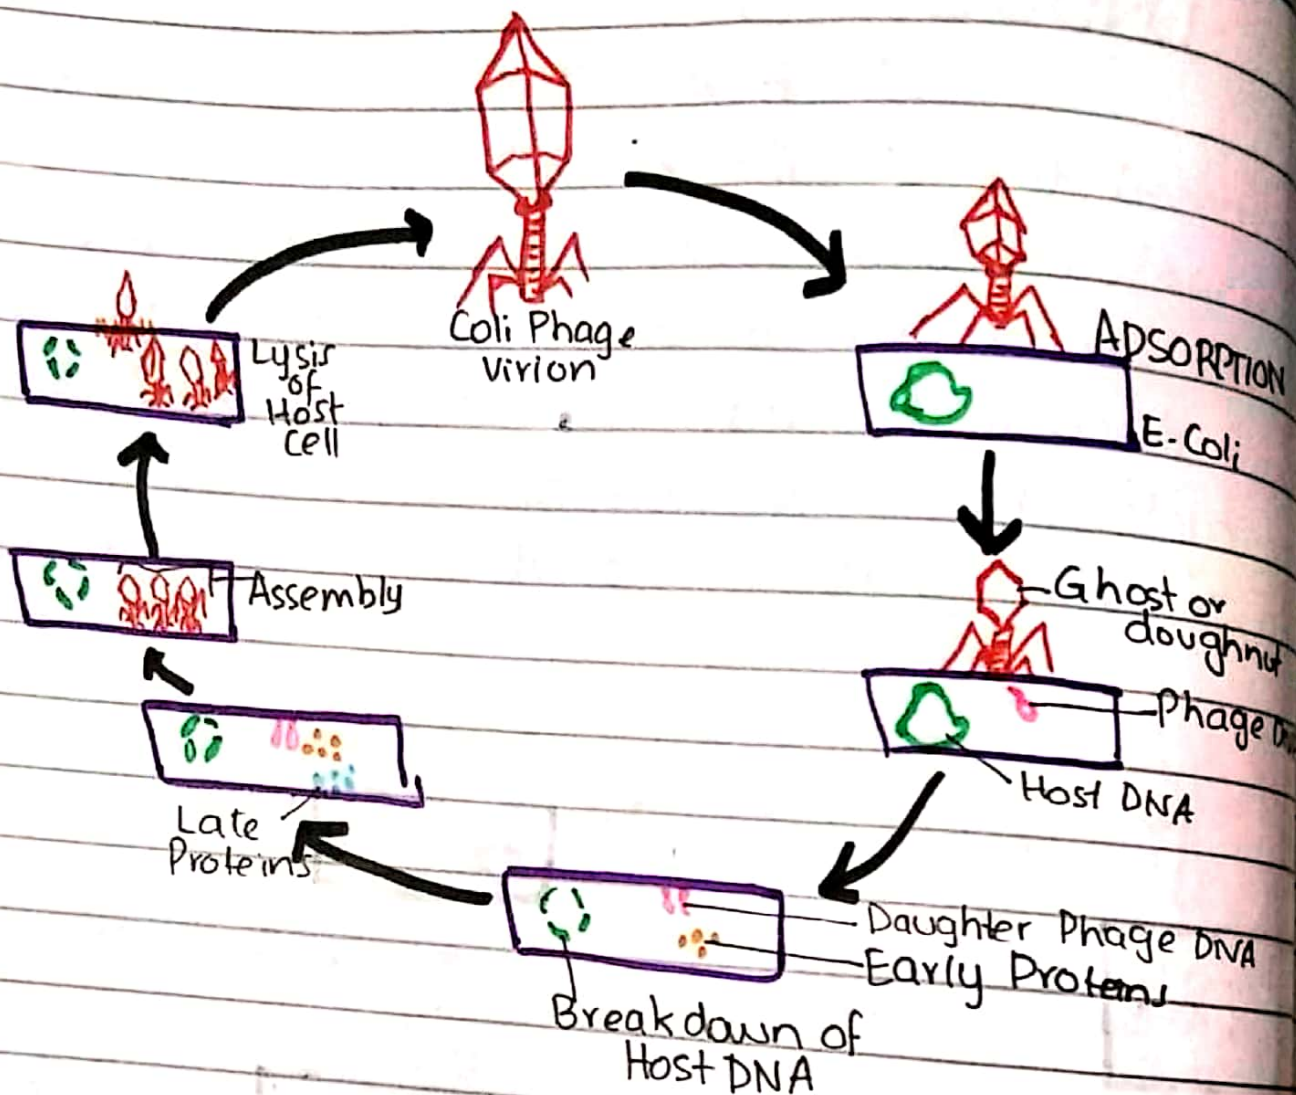 Coli Phage
Virion
ADSORPTION
E-Coli
Ghost or
doughnut
Phage
Host DNA
Daughter Phage DNA
Early Proteins
Breakdown of
Host DNA
Late
Proteins
Assembly
Lysis
of
Host
Cell